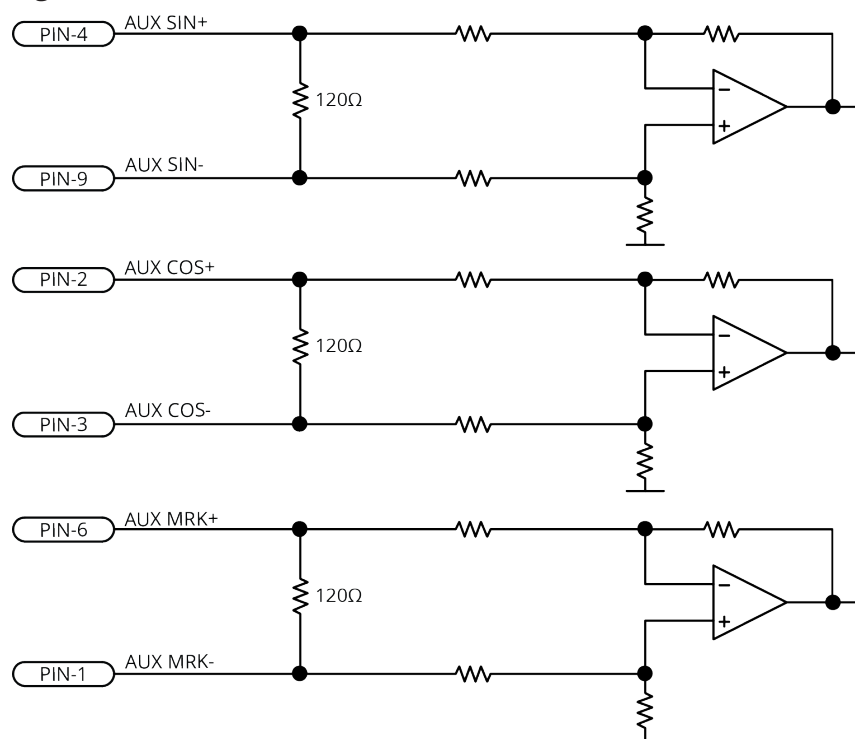 PIN-4 AUX SIN+
120Ω
PIN-9 AUX SIN-
PIN-2 AUX COS+
120Ω
PIN-3 AUX COS-
PIN-6 AUX MRK+
120Ω
PIN-1 AUX MRK-